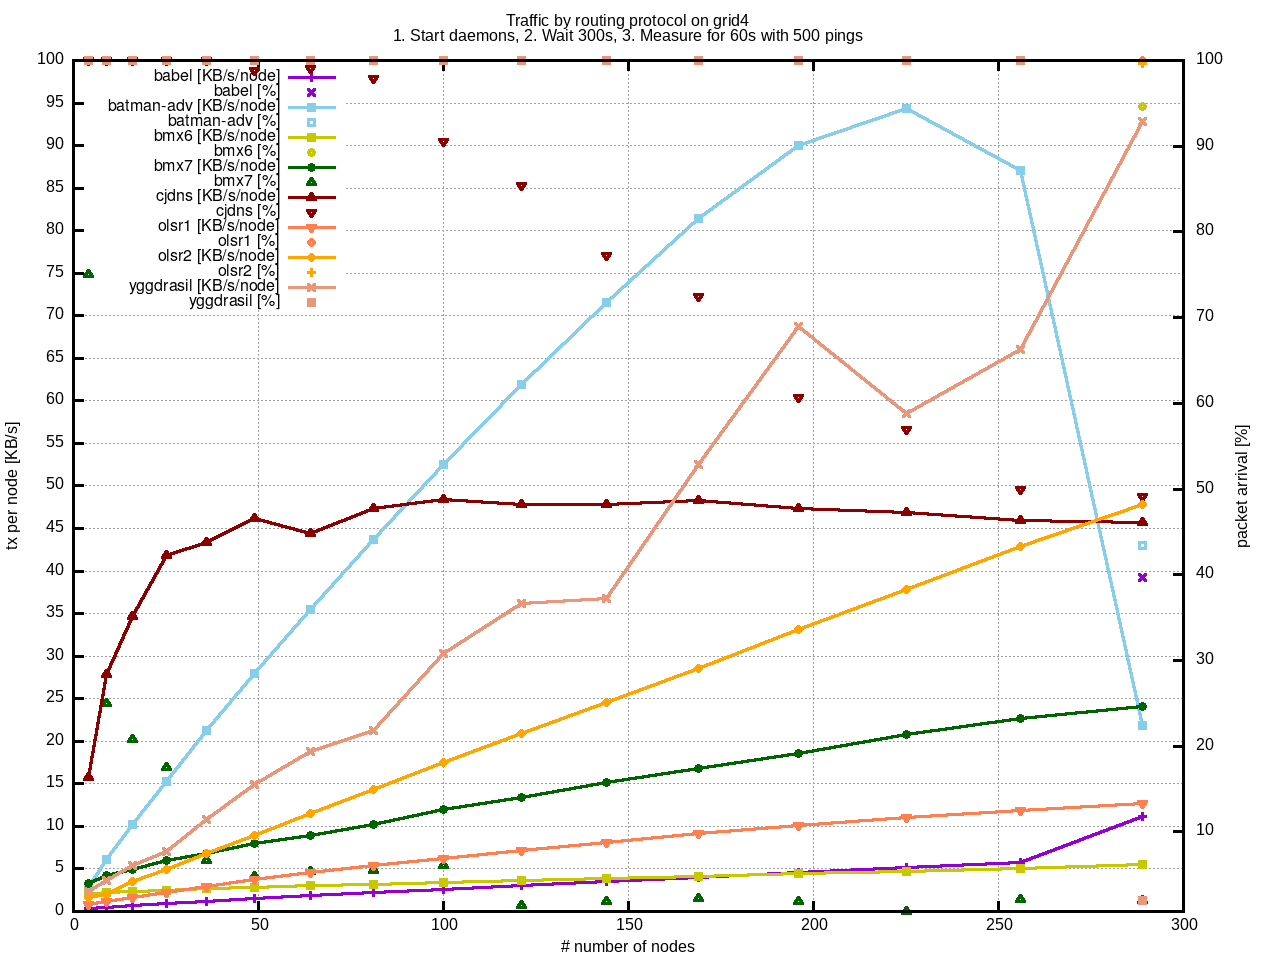 Traffic by routing protocol on grid4
1. Start daemons, 2. Wait 300s, 3. Measure for 60s with 500 pings
babel [KB/s/node]
babel [%]
batman-adv [KB/s/node]
batman-adv [%]
bmx6 [KB/s/node]
bmx6 [%]
bmx7 [KB/s/node]
bmx7 [%]
cjdns [KB/s/node]
cjdns [%]
olsr1 [KB/s/node]
olsr1 [%]
olsr2 [KB/s/node]
olsr2 [%]
yggdrasil [KB/s/node]
yggdrasil [%]
tx per node [KB/s]
100
95
90
85
80
75
70
65
60
55
50
45
40
35
30
25
20
15
10
5
0
0 50 100 150 200 250 300
# number of nodes
100
90
80
70
60
50
40
30
20
10
packet arrival [%]